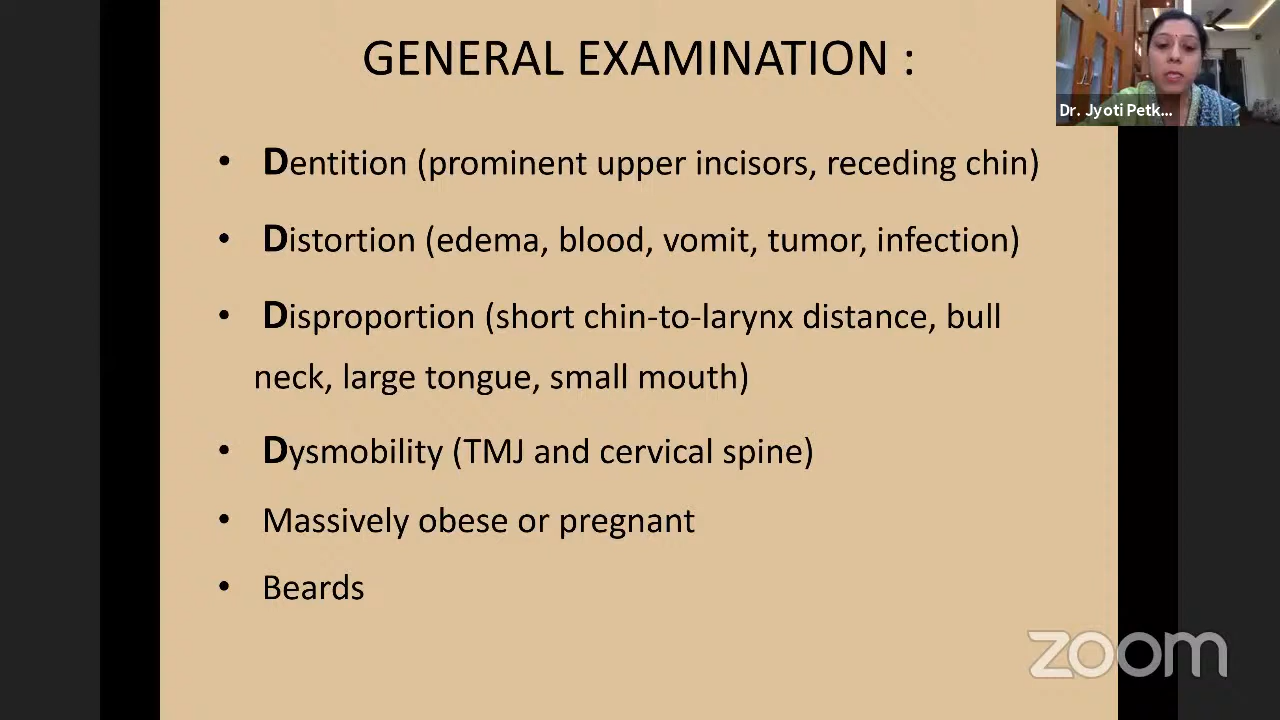 GENERAL EXAMINATION :
Dr. Jyoti Petk...
• Dentition (prominent upper incisors, receding chin)
• Distortion (edema, blood, vomit, tumor, infection)
• Disproportion (short chin-to-larynx distance, bull
neck, large tongue, small mouth)
• Dysmobility (TMJ and cervical spine)
• Massively obese or pregnant
• Beards
zoom